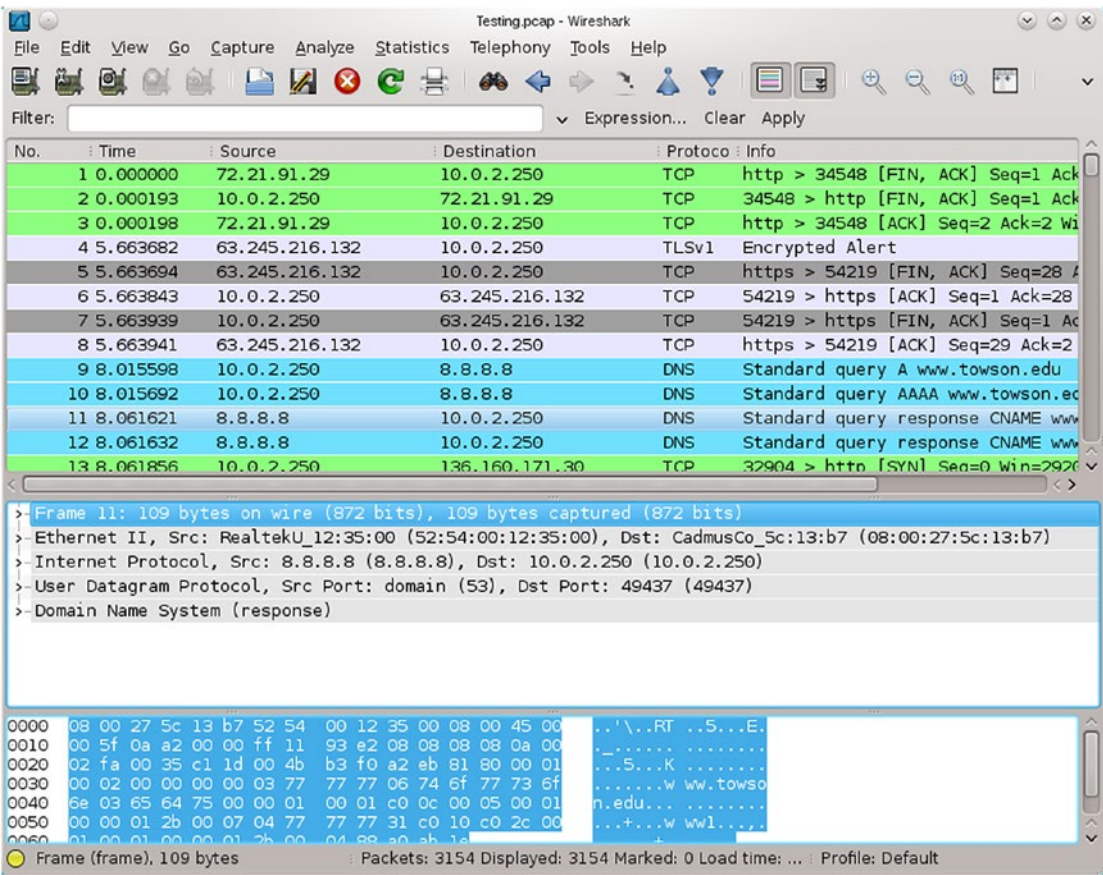 Testing.pcap - Wireshark
File Edit View Go Capture Analyze Statistics Telephony Tools Help
Filter: Expression... Clear Apply
No. Time Source Destination Protoco Info
1 0.000000 72.21.91.29 10.0.2.250 TCP http > 34548 [FIN, ACK] Seq=1 Ack
2 0.000193 10.0.2.250 72.21.91.29 TCP 34548 > http [FIN, ACK] Seq=1 Ack
3 0.000198 72.21.91.29 10.0.2.250 TCP http > 34548 [ACK] Seq=2 Ack=2 Wi
4 5.663682 63.245.216.132 10.0.2.250 TLSv1 Encrypted Alert
5 5.663694 63.245.216.132 10.0.2.250 TCP https > 54219 [FIN, ACK] Seq=28 A
6 5.663843 10.0.2.250 63.245.216.132 TCP 54219 > https [ACK] Seq=1 Ack=28
7 5.663939 10.0.2.250 63.245.216.132 TCP 54219 > https [FIN, ACK] Seq=1 Ac
8 5.663941 63.245.216.132 10.0.2.250 TCP https > 54219 [ACK] Seq=29 Ack=2
9 8.015598 10.0.2.250 8.8.8.8 DNS Standard query A www.towson.edu
10 8.015692 10.0.2.250 8.8.8.8 DNS Standard query AAAA www.towson.ed
11 8.061621 8.8.8.8 10.0.2.250 DNS Standard query response CNAME www
12 8.061632 8.8.8.8 10.0.2.250 DNS Standard query response CNAME www
13 8.061856 10.0.2.250 136.160.171.30 TCP 32904 > http [SYN] Seq=0 Win=2920
Frame 11: 109 bytes on wire (872 bits), 109 bytes captured (872 bits)
Ethernet II, Src: RealtekU_12:35:00 (52:54:00:12:35:00), Dst: CadmusCo_5c:13:b7 (08:00:27:5c:13:b7)
Internet Protocol, Src: 8.8.8.8 (8.8.8.8), Dst: 10.0.2.250 (10.0.2.250)
User Datagram Protocol, Src Port: domain (53), Dst Port: 49437 (49437)
Domain Name System (response)
0000 08 00 27 5c 13 b7 52 54 00 12 35 00 08 00 45 00 ..'\..RT ..5...E.
0010 00 5f 0a a2 00 00 ff 11 93 e2 08 08 08 08 0a 00 ._...... ........
0020 02 fa 00 35 c1 1d 00 4b b3 f0 a2 eb 81 80 00 01 ...5...K ........
0030 00 02 00 00 00 00 03 77 77 77 06 74 6f 77 73 6f .......w ww.towso
0040 6e 03 65 64 75 00 00 01 00 01 c0 0c 00 05 00 01 n.edu... ........
0050 00 00 01 2b 00 07 04 77 77 77 31 c0 10 c0 2c 00 ...+...w ww1...,.
0060 01 00 01 00 00 01 2b 00 04 88 a0 ab 1e
Frame (frame), 109 bytes Packets: 3154 Displayed: 3154 Marked: 0 Load time: ... Profile: Default